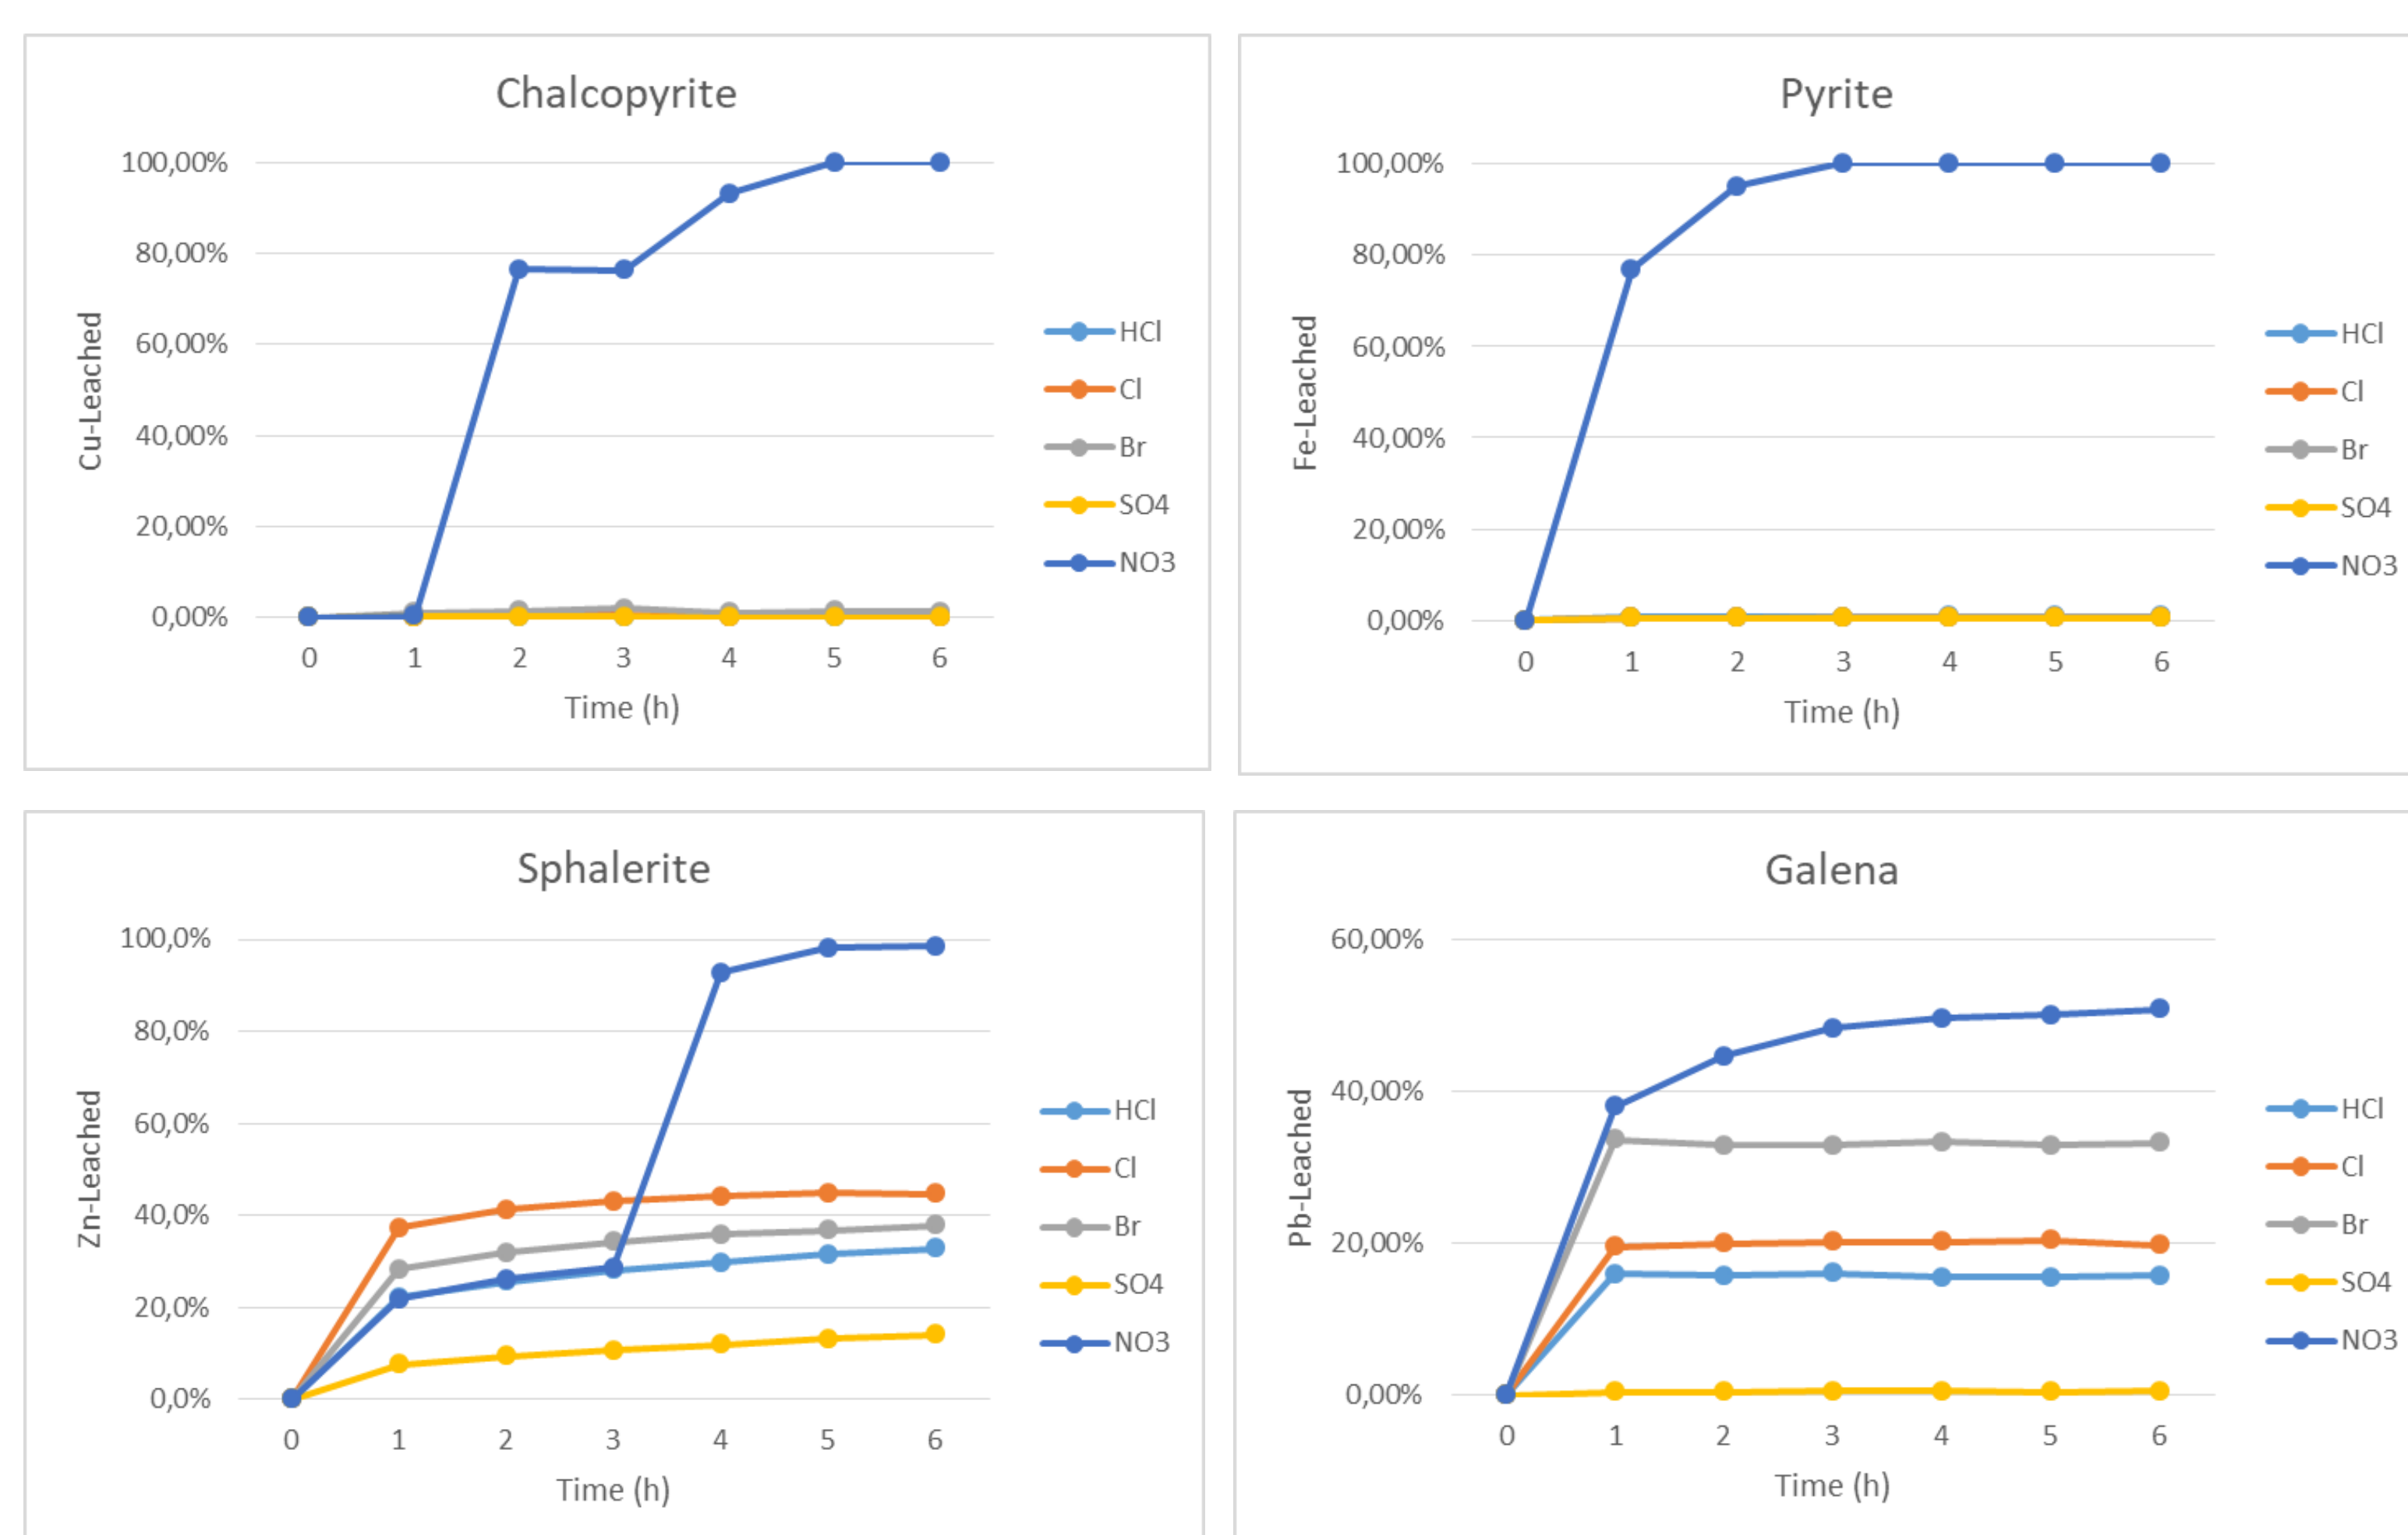 Chalcopyrite
Cu-Leached
100,00%
80,00%
60,00%
40,00%
20,00%
0,00%
0 1 2 3 4 5 6
Time (h)
HCl
Cl
Br
SO4
NO3
Pyrite
Fe-Leached
100,00%
80,00%
60,00%
40,00%
20,00%
0,00%
0 1 2 3 4 5 6
Time (h)
HCl
Cl
Br
SO4
NO3
Sphalerite
Zn-Leached
100,0%
80,0%
60,0%
40,0%
20,0%
0,0%
0 1 2 3 4 5 6
Time (h)
HCl
Cl
Br
SO4
NO3
Galena
Pb-Leached
60,00%
40,00%
20,00%
0,00%
0 1 2 3 4 5 6
Time (h)
HCl
Cl
Br
SO4
NO3